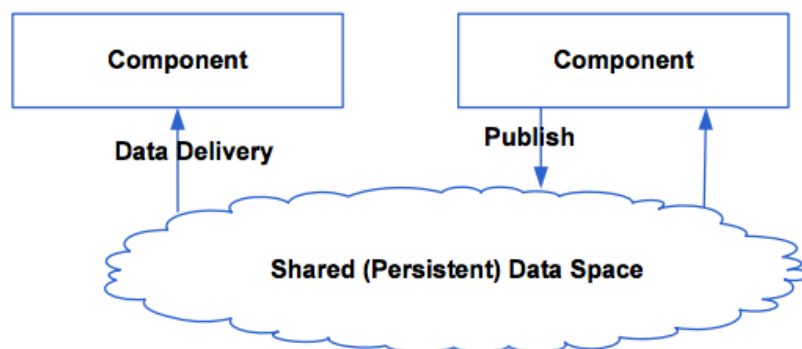 Component
Component
Data Delivery
Publish
Shared (Persistent) Data Space